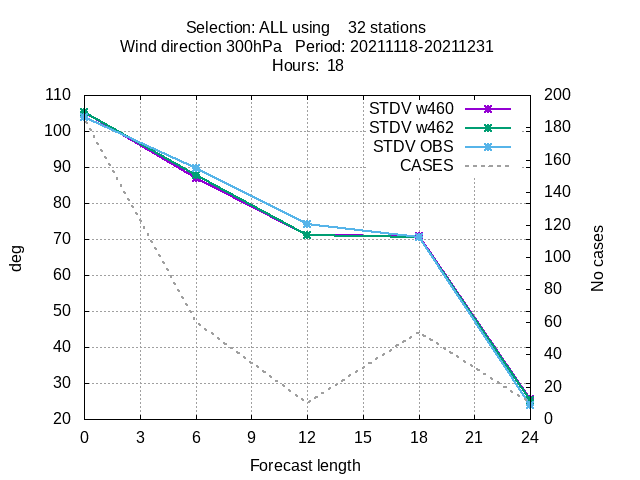 Selection: ALL using    32 stations
Wind direction 300hPa   Period: 20211118-20211231
Hours:  18
STDV w460
STDV w462
STDV OBS
CASES
110
100
90
80
70
60
50
40
30
20
200
180
160
140
120
100
80
60
40
20
0
deg
No cases
0 3 6 9 12 15 18 21 24
Forecast length